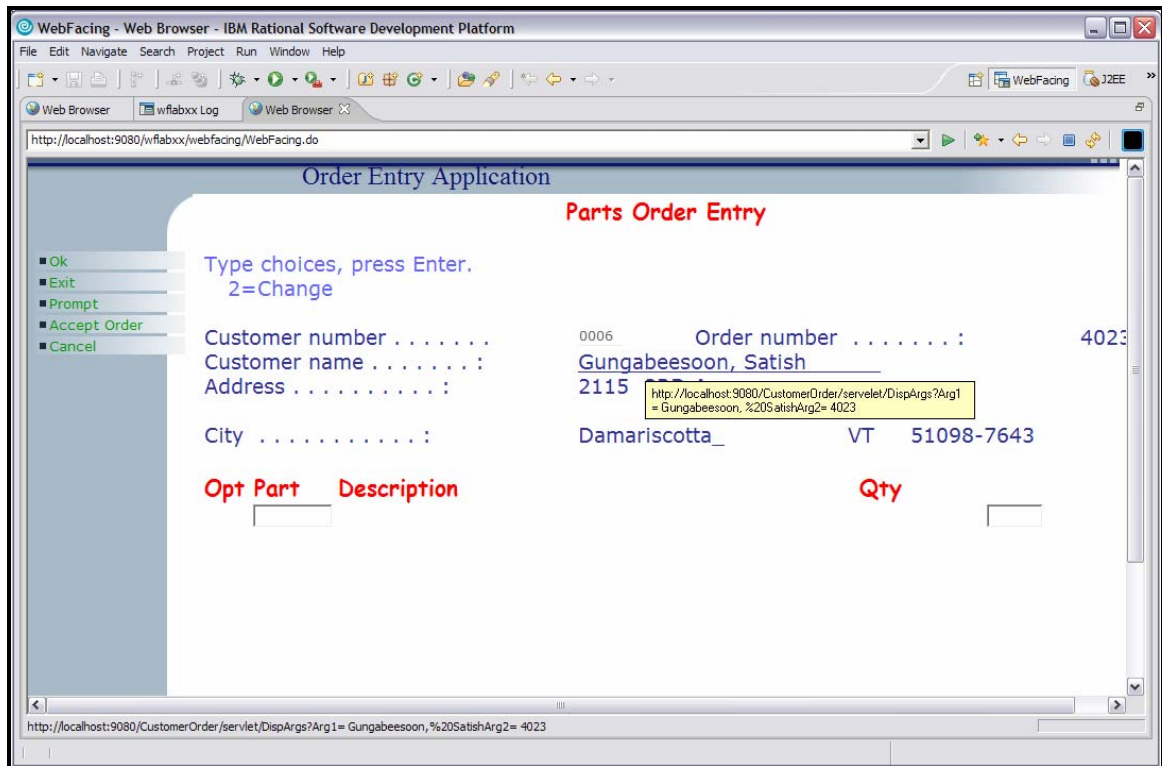 WebFacing - Web Browser - IBM Rational Software Development Platform
File Edit Navigate Search Project Run Window Help
WebFacing J2EE »
Web Browser wflabxx Log Web Browser
http://localhost:9080/wflabxx/webfacing/WebFacing.do
Order Entry Application
Parts Order Entry
Ok
Exit
Prompt
Accept Order
Cancel
Type choices, press Enter.
2=Change
Customer number . . . . . . . 0006 Order number . . . . . . . : 4023
Customer name . . . . . . . : Gungabeesoon, Satish
Address . . . . . . . . . . : 2115
http://localhost:9080/CustomerOrder/servelet/DispArgs?Arg1
= Gungabeesoon, %20SatishArg2= 4023
City . . . . . . . . . . . : Damariscotta_ VT 51098-7643
Opt Part Description Qty
http://localhost:9080/CustomerOrder/servlet/DispArgs?Arg1= Gungabeesoon,%20SatishArg2= 4023